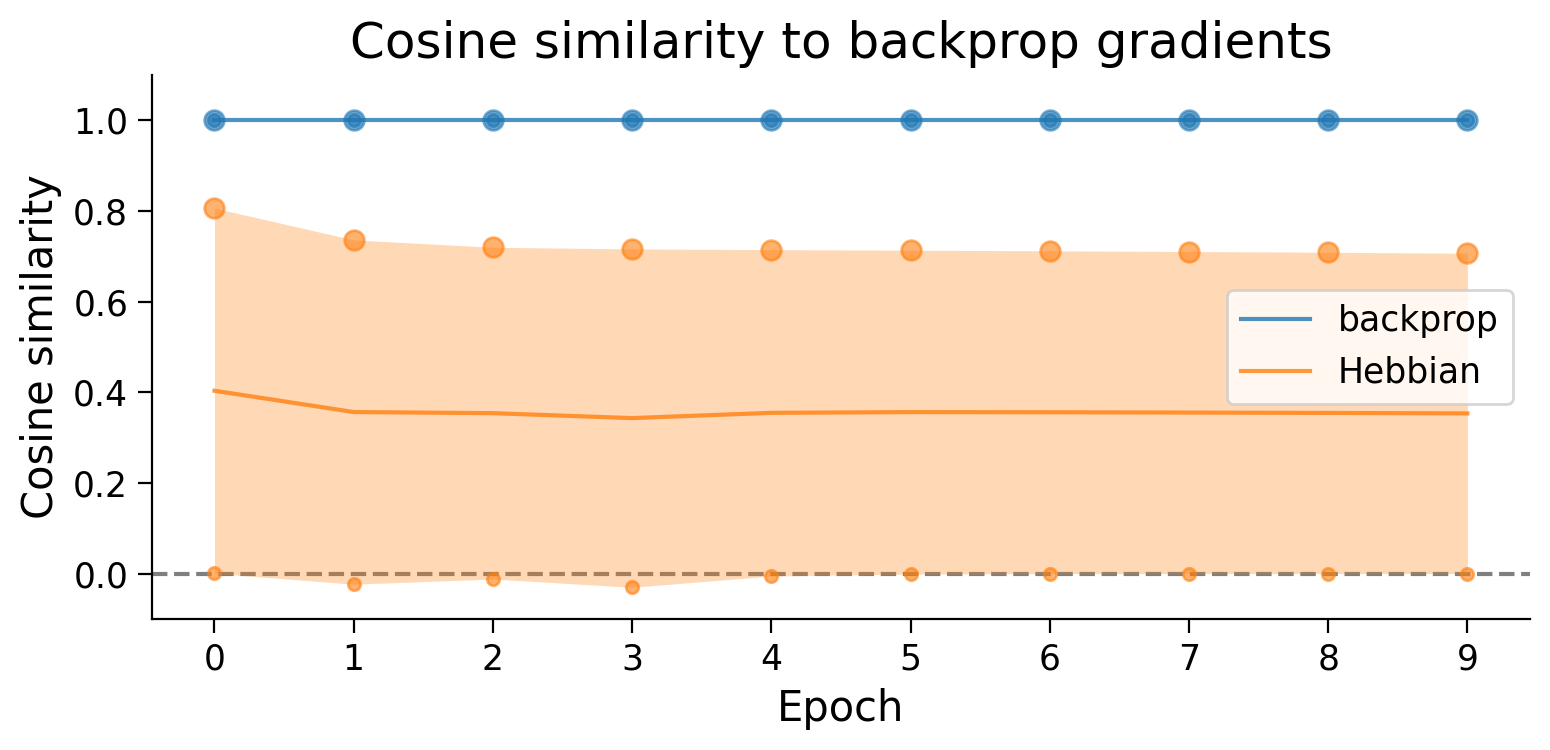 Cosine similarity to backprop gradients
Cosine similarity
1.0
0.8
0.6
0.4
0.2
0.0
backprop
Hebbian
0 1 2 3 4 5 6 7 8 9
Epoch